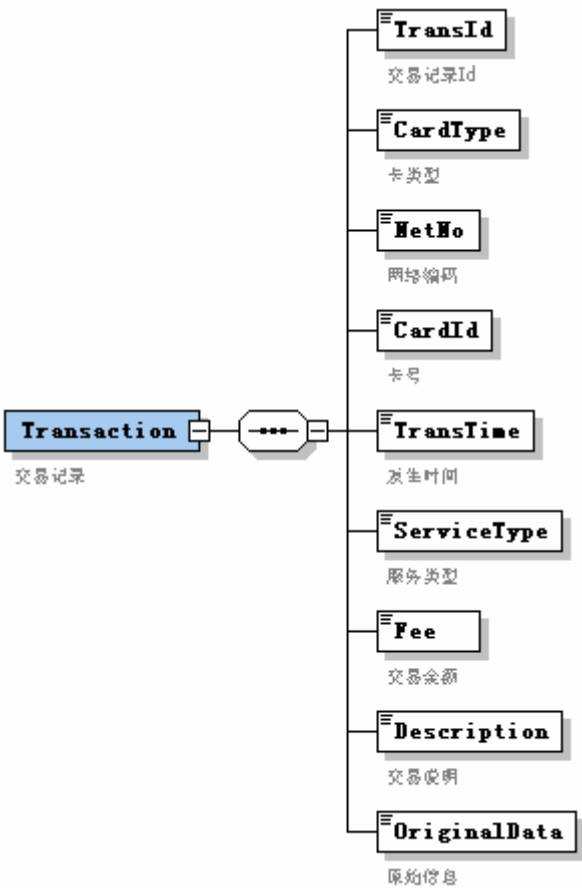 TransId
交易记录Id
CardType
卡类型
NetNo
网络编码
CardId
卡号
Transaction
交易记录
TransTime
发生时间
ServiceType
服务类型
Fee
交易金额
Description
交易说明
OriginalData
原始信息